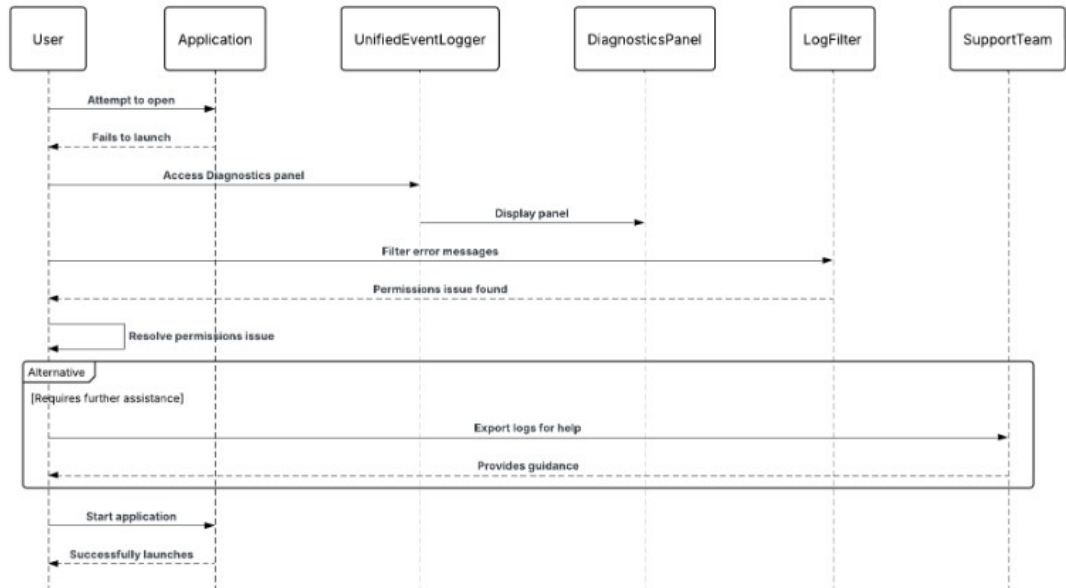 User
Application
UnifiedEventLogger
DiagnosticsPanel
LogFilter
SupportTeam
Attempt to open
Fails to launch
Access Diagnostics panel
Display panel
Filter error messages
Permissions issue found
Resolve permissions issue
Alternative
[Requires further assistance]
Export logs for help
Provides guidance
Start application
Successfully launches